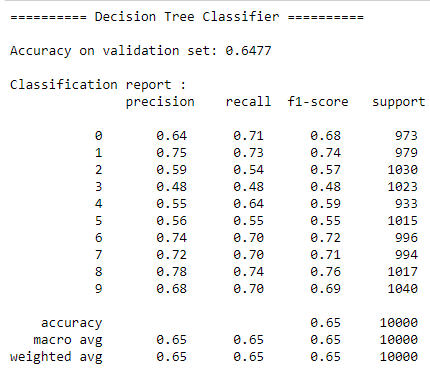 ========== Decision Tree Classifier ==========
Accuracy on validation set: 0.6477
Classification report :
precision recall f1-score support
0 0.64 0.71 0.68 973
1 0.75 0.73 0.74 979
2 0.59 0.54 0.57 1030
3 0.48 0.48 0.48 1023
4 0.55 0.64 0.59 933
5 0.56 0.55 0.55 1015
6 0.74 0.70 0.72 996
7 0.72 0.70 0.71 994
8 0.78 0.74 0.76 1017
9 0.68 0.70 0.69 1040
accuracy 0.65 10000
macro avg 0.65 0.65 0.65 10000
weighted avg 0.65 0.65 0.65 10000